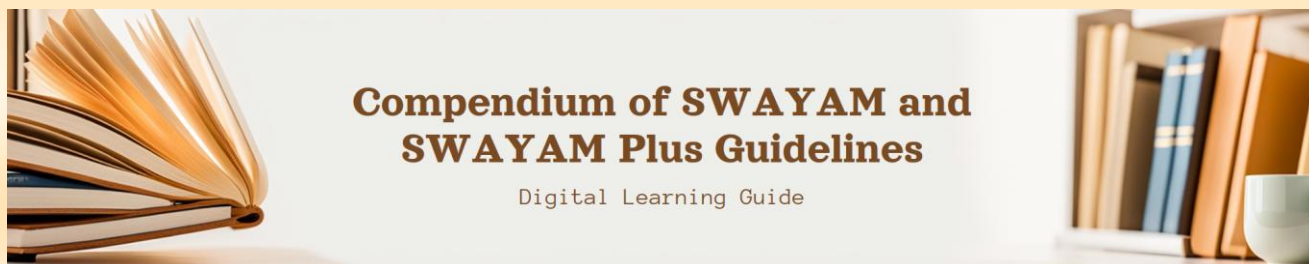 Compendium of SWAYAM and
SWAYAM Plus Guidelines
Digital Learning Guide